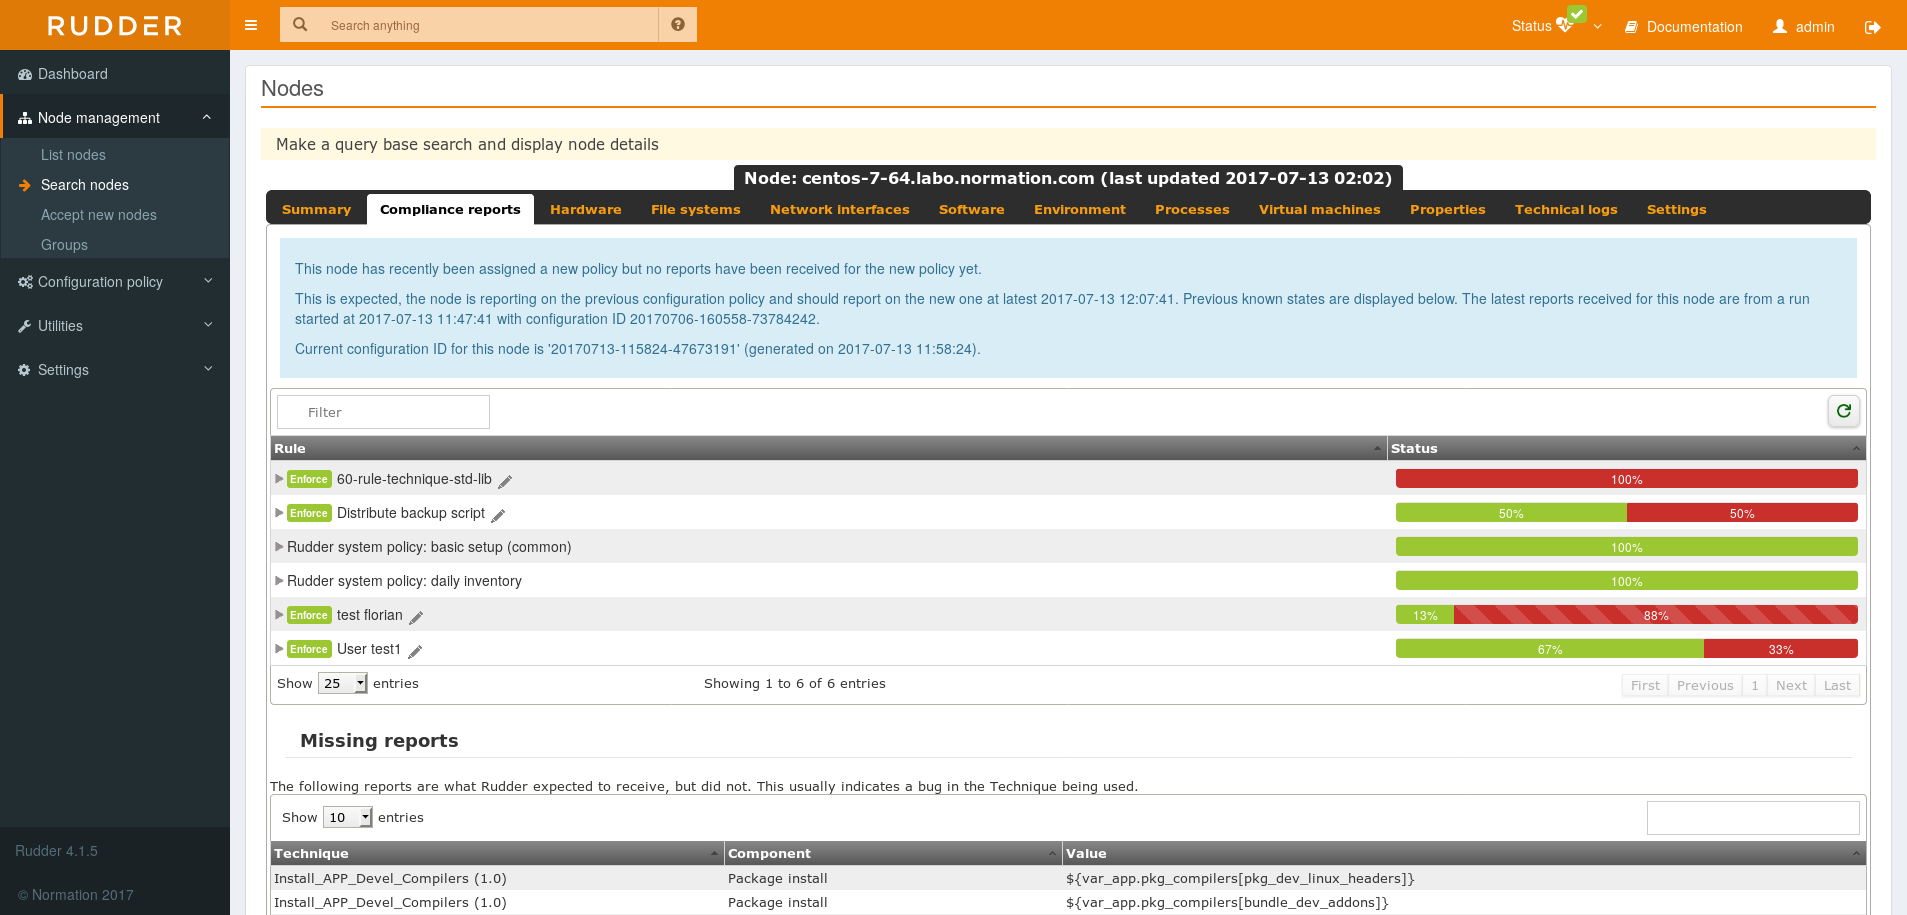 RUDDER
Search anything
Status
Documentation
admin
Dashboard
Node management
List nodes
Search nodes
Accept new nodes
Groups
Configuration policy
Utilities
Settings
Rudder 4.1.5
© Normation 2017
Nodes
Make a query base search and display node details
Node: centos-7-64.labo.normation.com (last updated 2017-07-13 02:02)
Summary Compliance reports Hardware File systems Network interfaces Software Environment Processes Virtual machines Properties Technical logs Settings
This node has recently been assigned a new policy but no reports have been received for the new policy yet.
This is expected, the node is reporting on the previous configuration policy and should report on the new one at latest 2017-07-13 12:07:41. Previous known states are displayed below. The latest reports received for this node are from a run
started at 2017-07-13 11:47:41 with configuration ID 20170706-160558-73784242.
Current configuration ID for this node is '20170713-115824-47673191' (generated on 2017-07-13 11:58:24).
Filter
Rule Status
Enforce 60-rule-technique-std-lib 100%
Enforce Distribute backup script 50% 50%
Rudder system policy: basic setup (common) 100%
Rudder system policy: daily inventory 100%
Enforce test florian 13% 88%
Enforce User test1 67% 33%
Show 25 entries Showing 1 to 6 of 6 entries First Previous 1 Next Last
Missing reports
The following reports are what Rudder expected to receive, but did not. This usually indicates a bug in the Technique being used.
Show 10 entries
Technique Component Value
Install_APP_Devel_Compilers (1.0) Package install ${var_app.pkg_compilers[pkg_dev_linux_headers]}
Install_APP_Devel_Compilers (1.0) Package install ${var_app.pkg_compilers[bundle_dev_addons]}